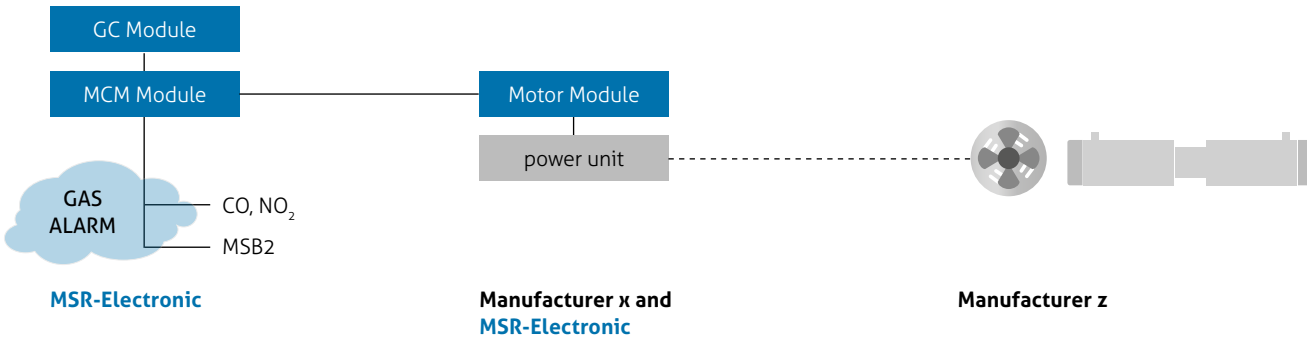 GC Module
MCM Module
Motor Module
power unit
GAS
ALARM
CO, NO₂
MSB2
MSR-Electronic
Manufacturer x and
MSR-Electronic
Manufacturer z